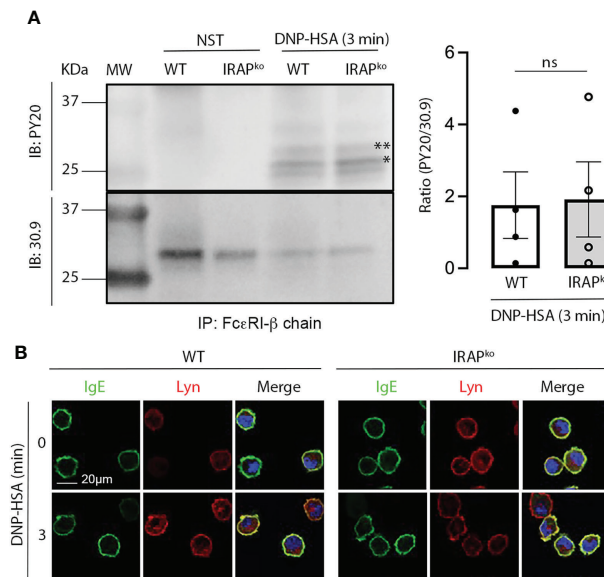 A
NST
DNP-HSA (3 min)
KDa
MW
WT
IRAPko
WT
IRAPko
IB: PY20
37
25
**
*
IB: 30.9
37
25
IP: FcεRI-β chain
Ratio (PY20/30.9)
6
4
2
0
ns
WT
IRAPk
DNP-HSA (3 min)
B
WT
IRAPko
IgE
Lyn
Merge
IgE
Lyn
Merge
DNP-HSA (min)
0
20μm
3